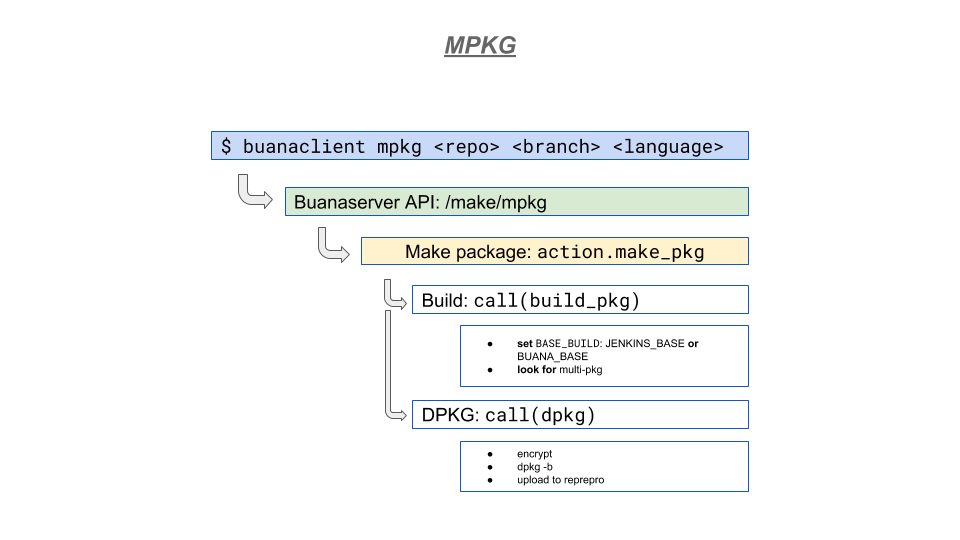 MPKG
$ buanaclient mpkg <repo> <branch> <language>
Buanaserver API: /make/mpkg
Make package: action.make_pkg
Build: call(build_pkg)
● set BASE_BUILD: JENKINS_BASE or
BUANA_BASE
● look for multi-pkg
DPKG: call(dpkg)
● encrypt
● dpkg -b
● upload to reprepro